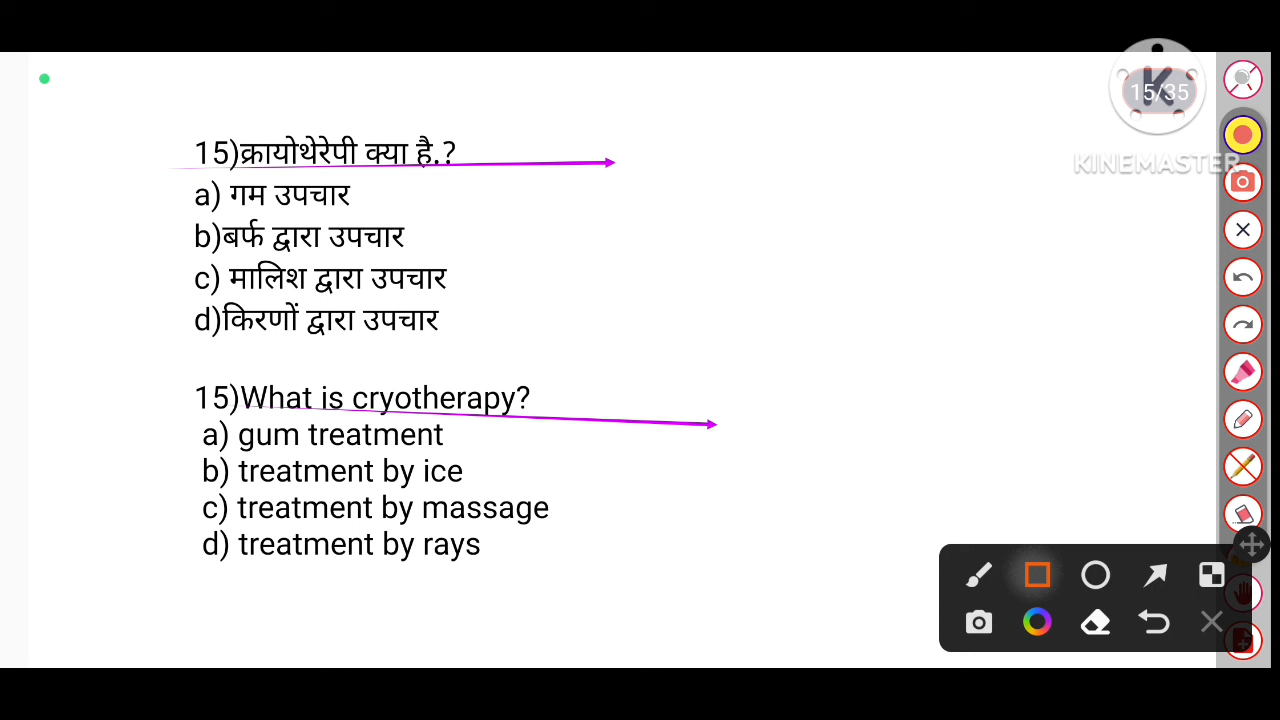 15/35
KINEMASTER
15)क्रायोथेरेपी क्या है.?
a) गम उपचार
b)बर्फ द्वारा उपचार
c) मालिश द्वारा उपचार
d)किरणों द्वारा उपचार
15)What is cryotherapy?
a) gum treatment
b) treatment by ice
c) treatment by massage
d) treatment by rays